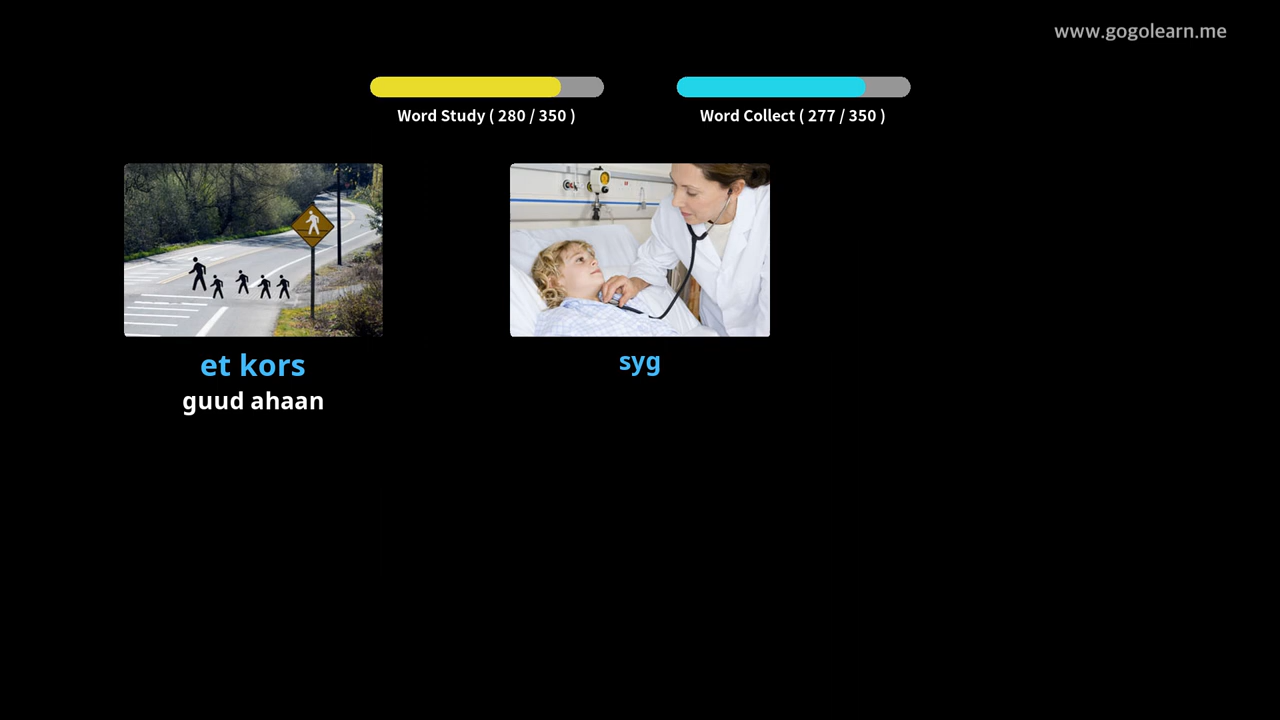 www.gogolearn.me
Word Study ( 280 / 350 )
Word Collect ( 277 / 350 )
et kors
guud ahaan
syg